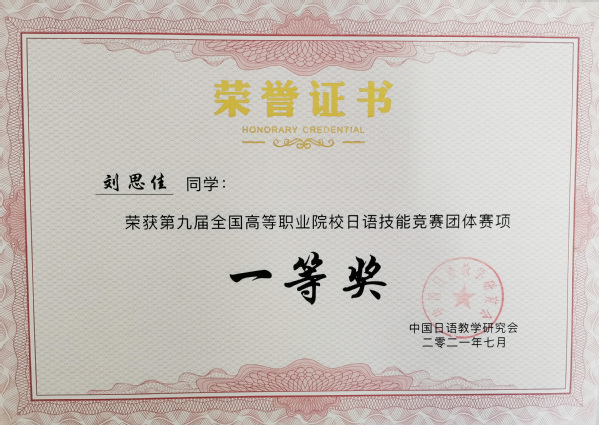 荣誉证书
HONORARY CREDENTIAL
刘思佳 同学：
荣获第九届全国高等职业院校日语技能竞赛团体赛项
一等奖
中国日语教学研究会
二零二一年七月